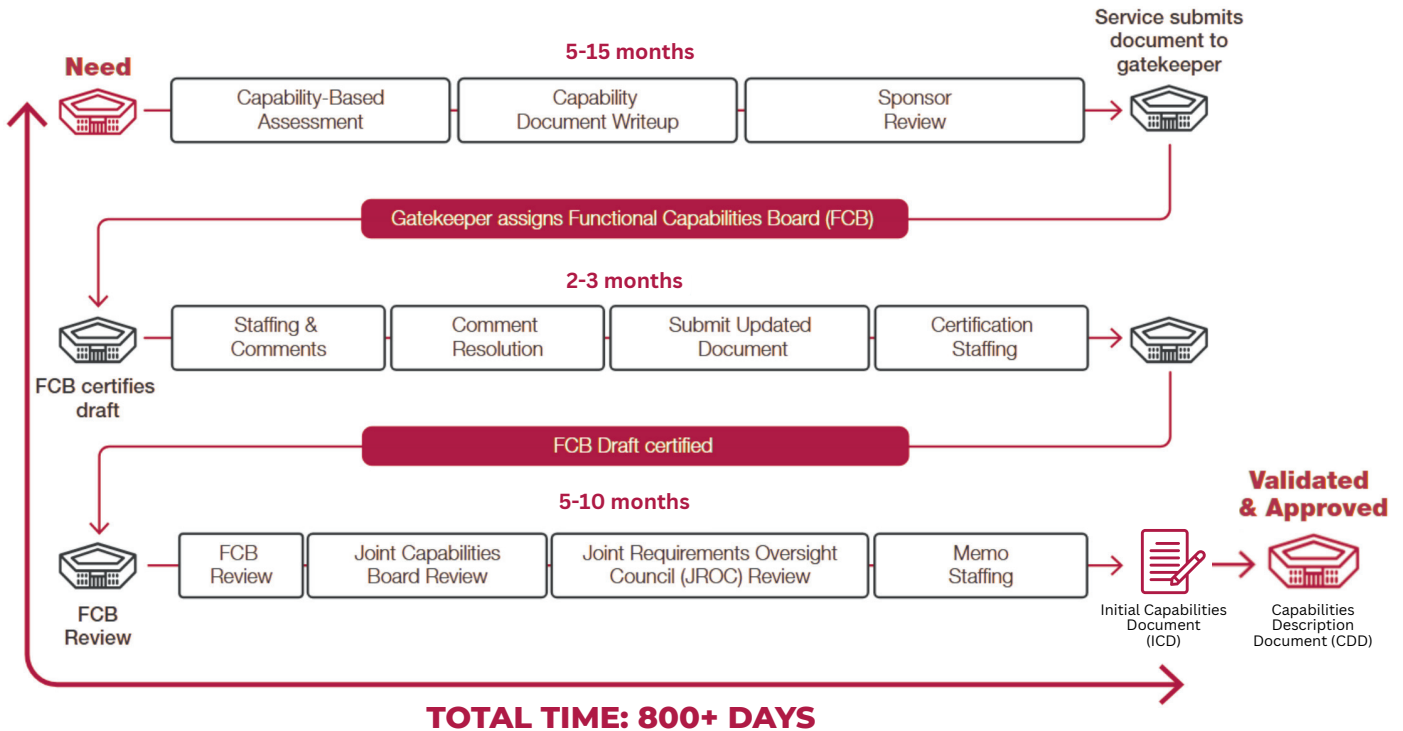 Need
5-15 months
Service submits
document to
gatekeeper
Capability-Based
Assessment
Capability
Document Writeup
Sponsor
Review
Gatekeeper assigns Functional Capabilities Board (FCB)
2-3 months
FCB certifies
draft
Staffing &
Comments
Comment
Resolution
Submit Updated
Document
Certification
Staffing
FCB Draft certified
5-10 months
FCB
Review
FCB
Review
Joint Capabilities
Board Review
Joint Requirements Oversight
Council (JROC) Review
Memo
Staffing
Initial Capabilities
Document
(ICD)
Validated
& Approved
Capabilities
Description
Document (CDD)
TOTAL TIME: 800+ DAYS